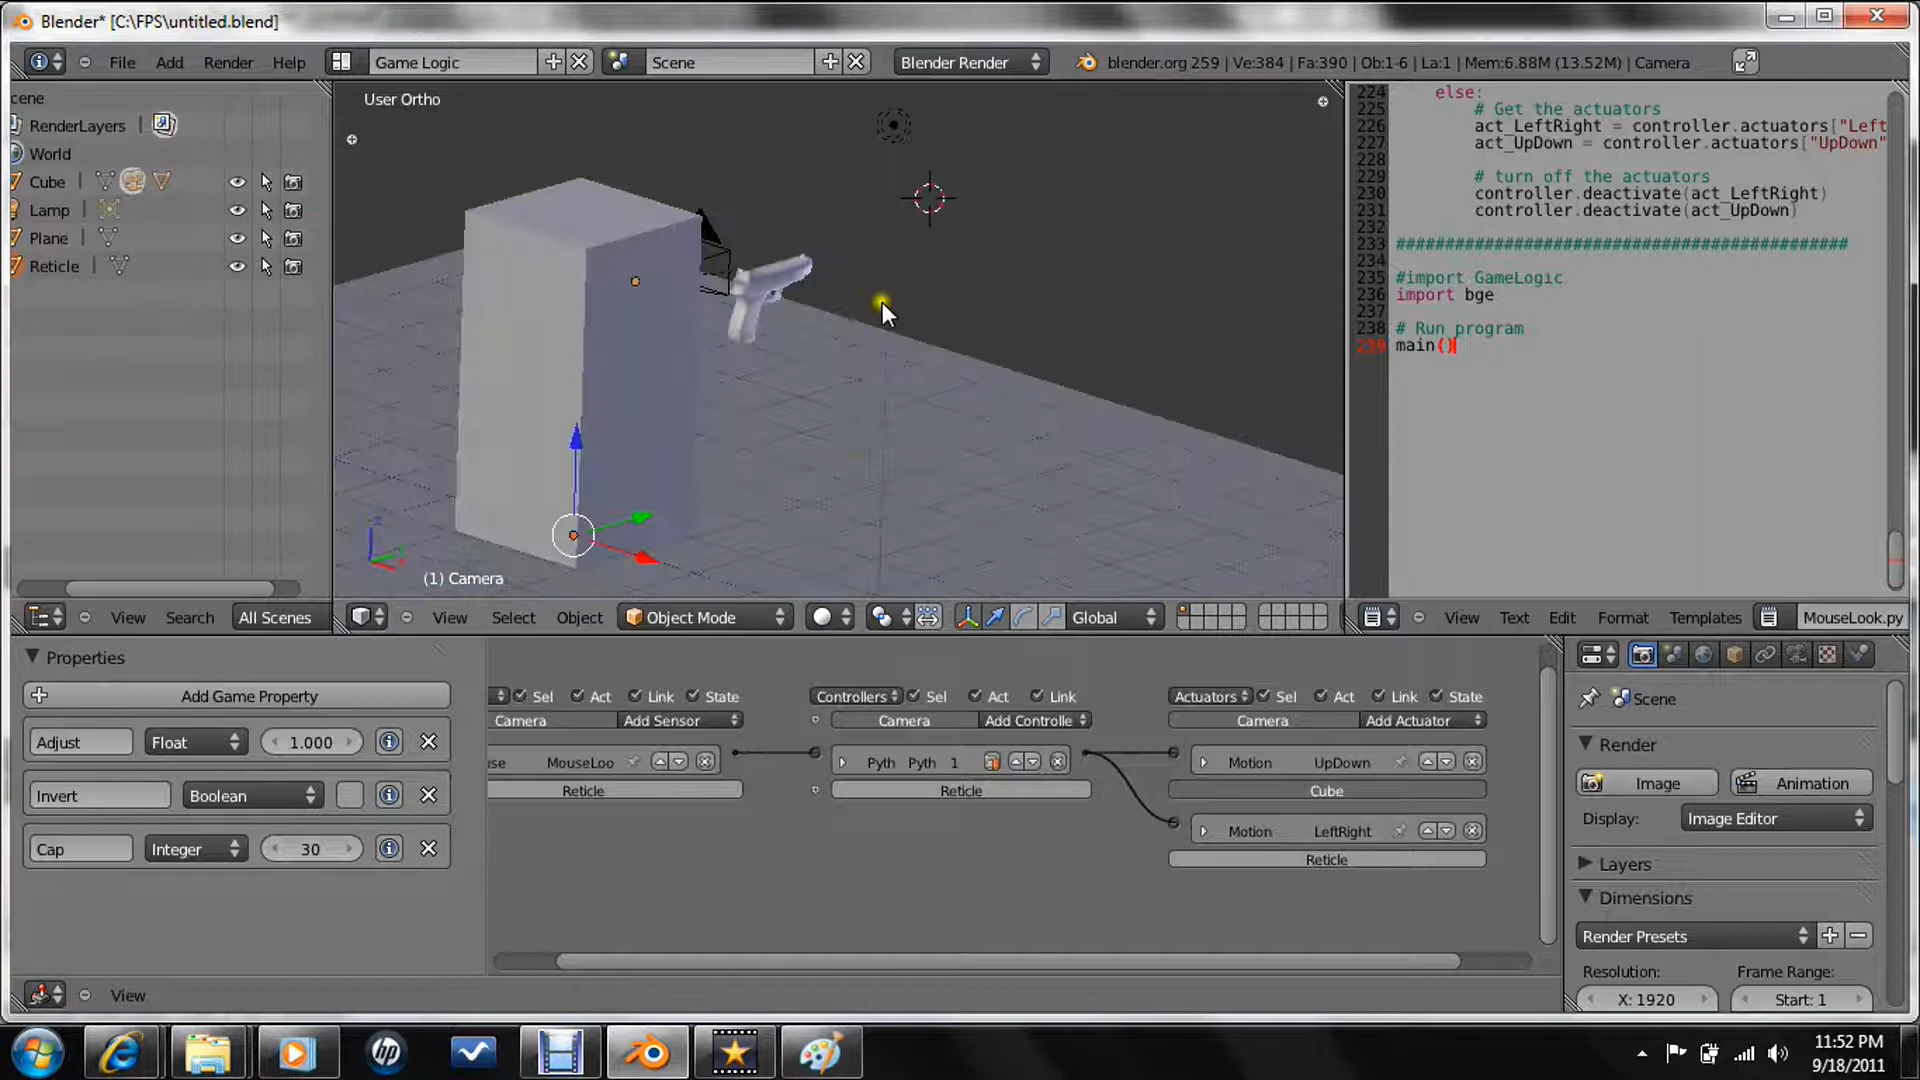 Blender* [C:\FPS\untitled.blend]
File Add Render Help Game Logic Scene Blender Render blender.org 259 | Ve:384 | Fa:390 | Ob:1-6 | La:1 | Mem:6.88M (13.52M) | Camera
cene
RenderLayers |
World
Cube
Lamp
Plane
Reticle
View Search All Scenes
User Ortho
(1) Camera
View Select Object Object Mode Global
224 else:
225 # Get the actuators
226 act_LeftRight = controller.actuators["Left
227 act_UpDown = controller.actuators["UpDown"
228
229 # turn off the actuators
230 controller.deactivate(act_LeftRight)
231 controller.deactivate(act_UpDown)
232
233 ##############################################
234
235 #import GameLogic
236 import bge
237
238 # Run program
239 main()
View Text Edit Format Templates MouseLook.py
Properties
Add Game Property
Adjust Float 1.000
Invert Boolean
Cap Integer 30
Sel Act Link State
Camera Add Sensor
se MouseLoo
Reticle
Controllers Sel Act Link
Camera Add Controlle
Pyth Pyth 1
Reticle
Actuators Sel Act Link State
Camera Add Actuator
Motion UpDown
Cube
Motion LeftRight
Reticle
View
Scene
Render
Image Animation
Display: Image Editor
Layers
Dimensions
Render Presets
Resolution: Frame Range:
X: 1920 Start: 1
hp
11:52 PM
9/18/2011